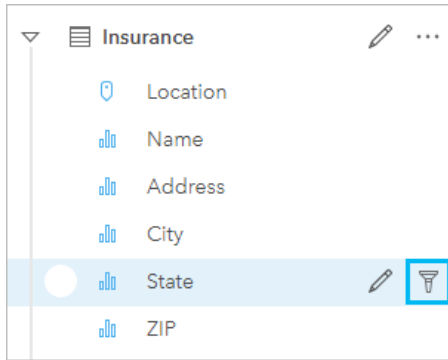 Insurance
Location
Name
Address
City
State
ZIP